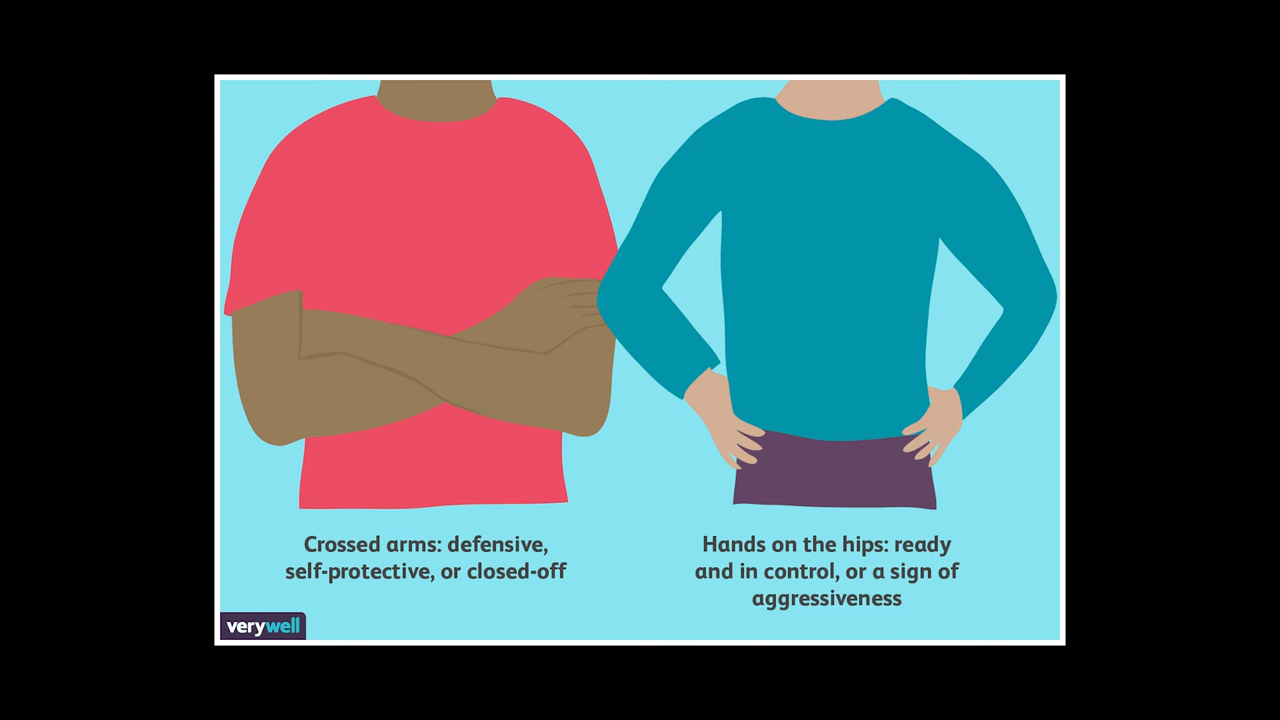 Crossed arms: defensive,
self-protective, or closed-off
Hands on the hips: ready
and in control, or a sign of
aggressiveness
verywell